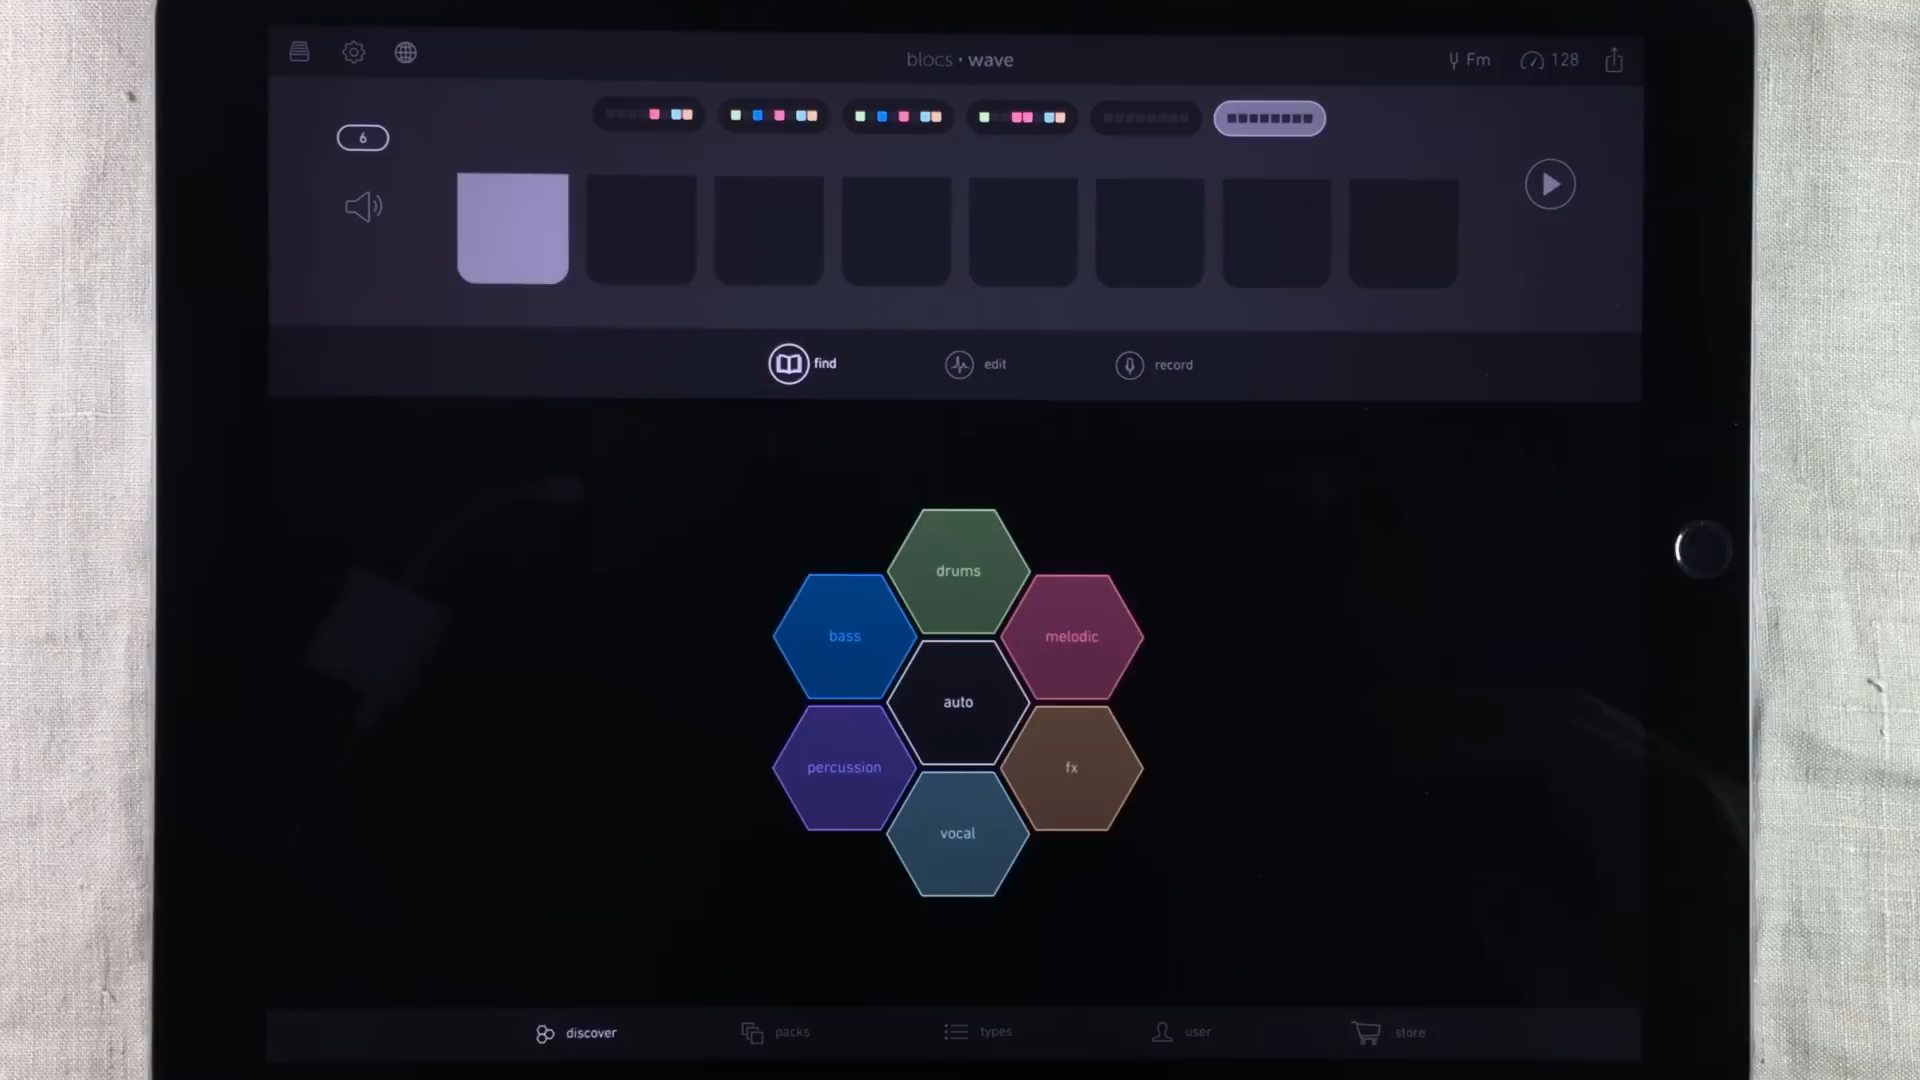 blocs • wave
Fm
128
6
find
edit
record
drums
bass
melodic
auto
percussion
fx
vocal
discover
packs
types
user
store